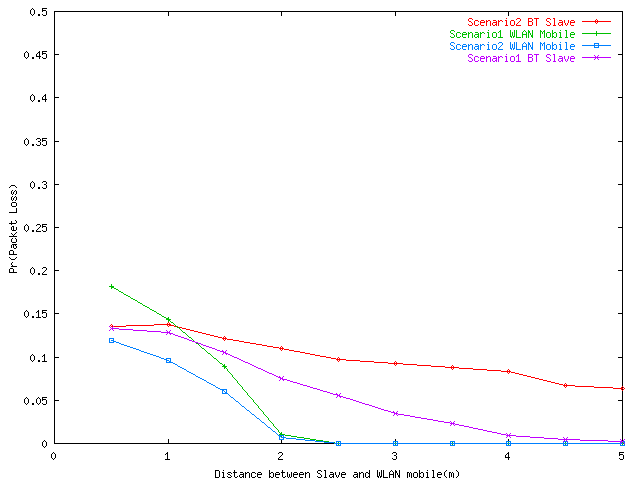 0.5
0.45
0.4
0.35
0.3
0.25
0.2
0.15
0.1
0.05
0
Pr(Packet Loss)
Scenario2 BT Slave
Scenario1 WLAN Mobile
Scenario2 WLAN Mobile
Scenario1 BT Slave
0 1 2 3 4 5
Distance between Slave and WLAN mobile(m)